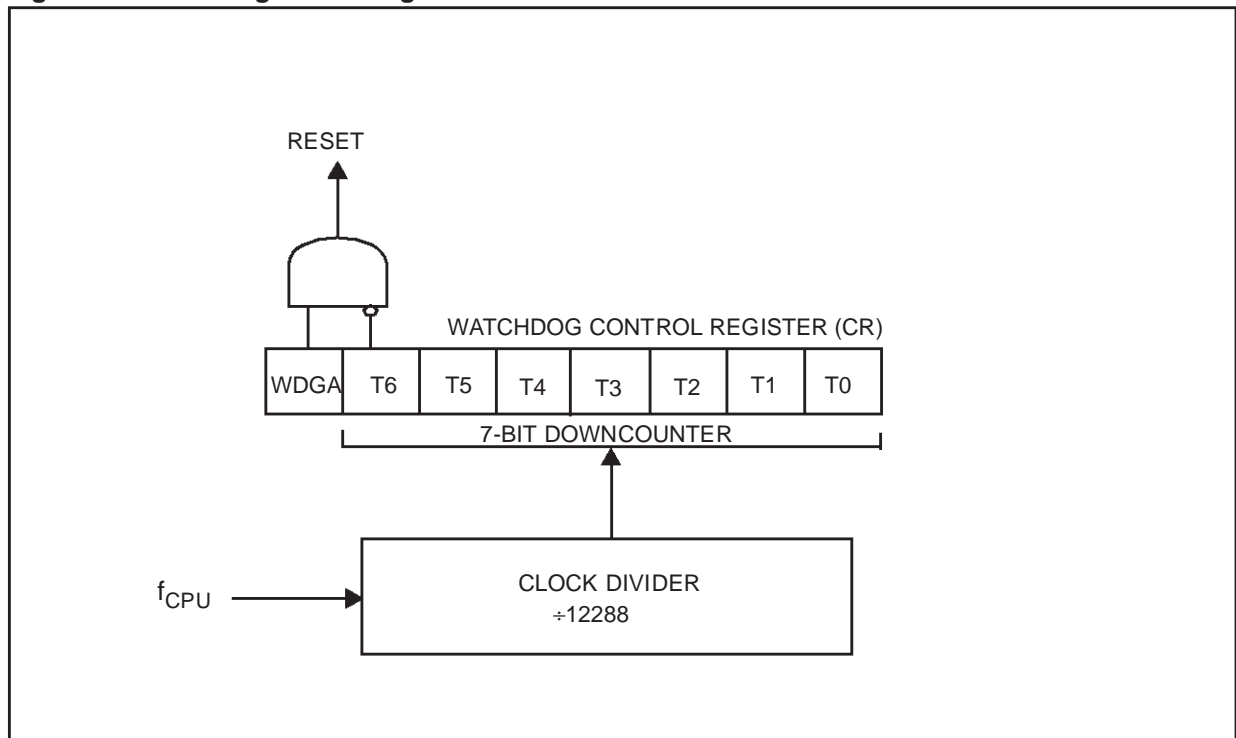 RESET
WATCHDOG CONTROL REGISTER (CR)
WDGA T6 T5 T4 T3 T2 T1 T0
7-BIT DOWNCOUNTER
fCPU
CLOCK DIVIDER
÷12288